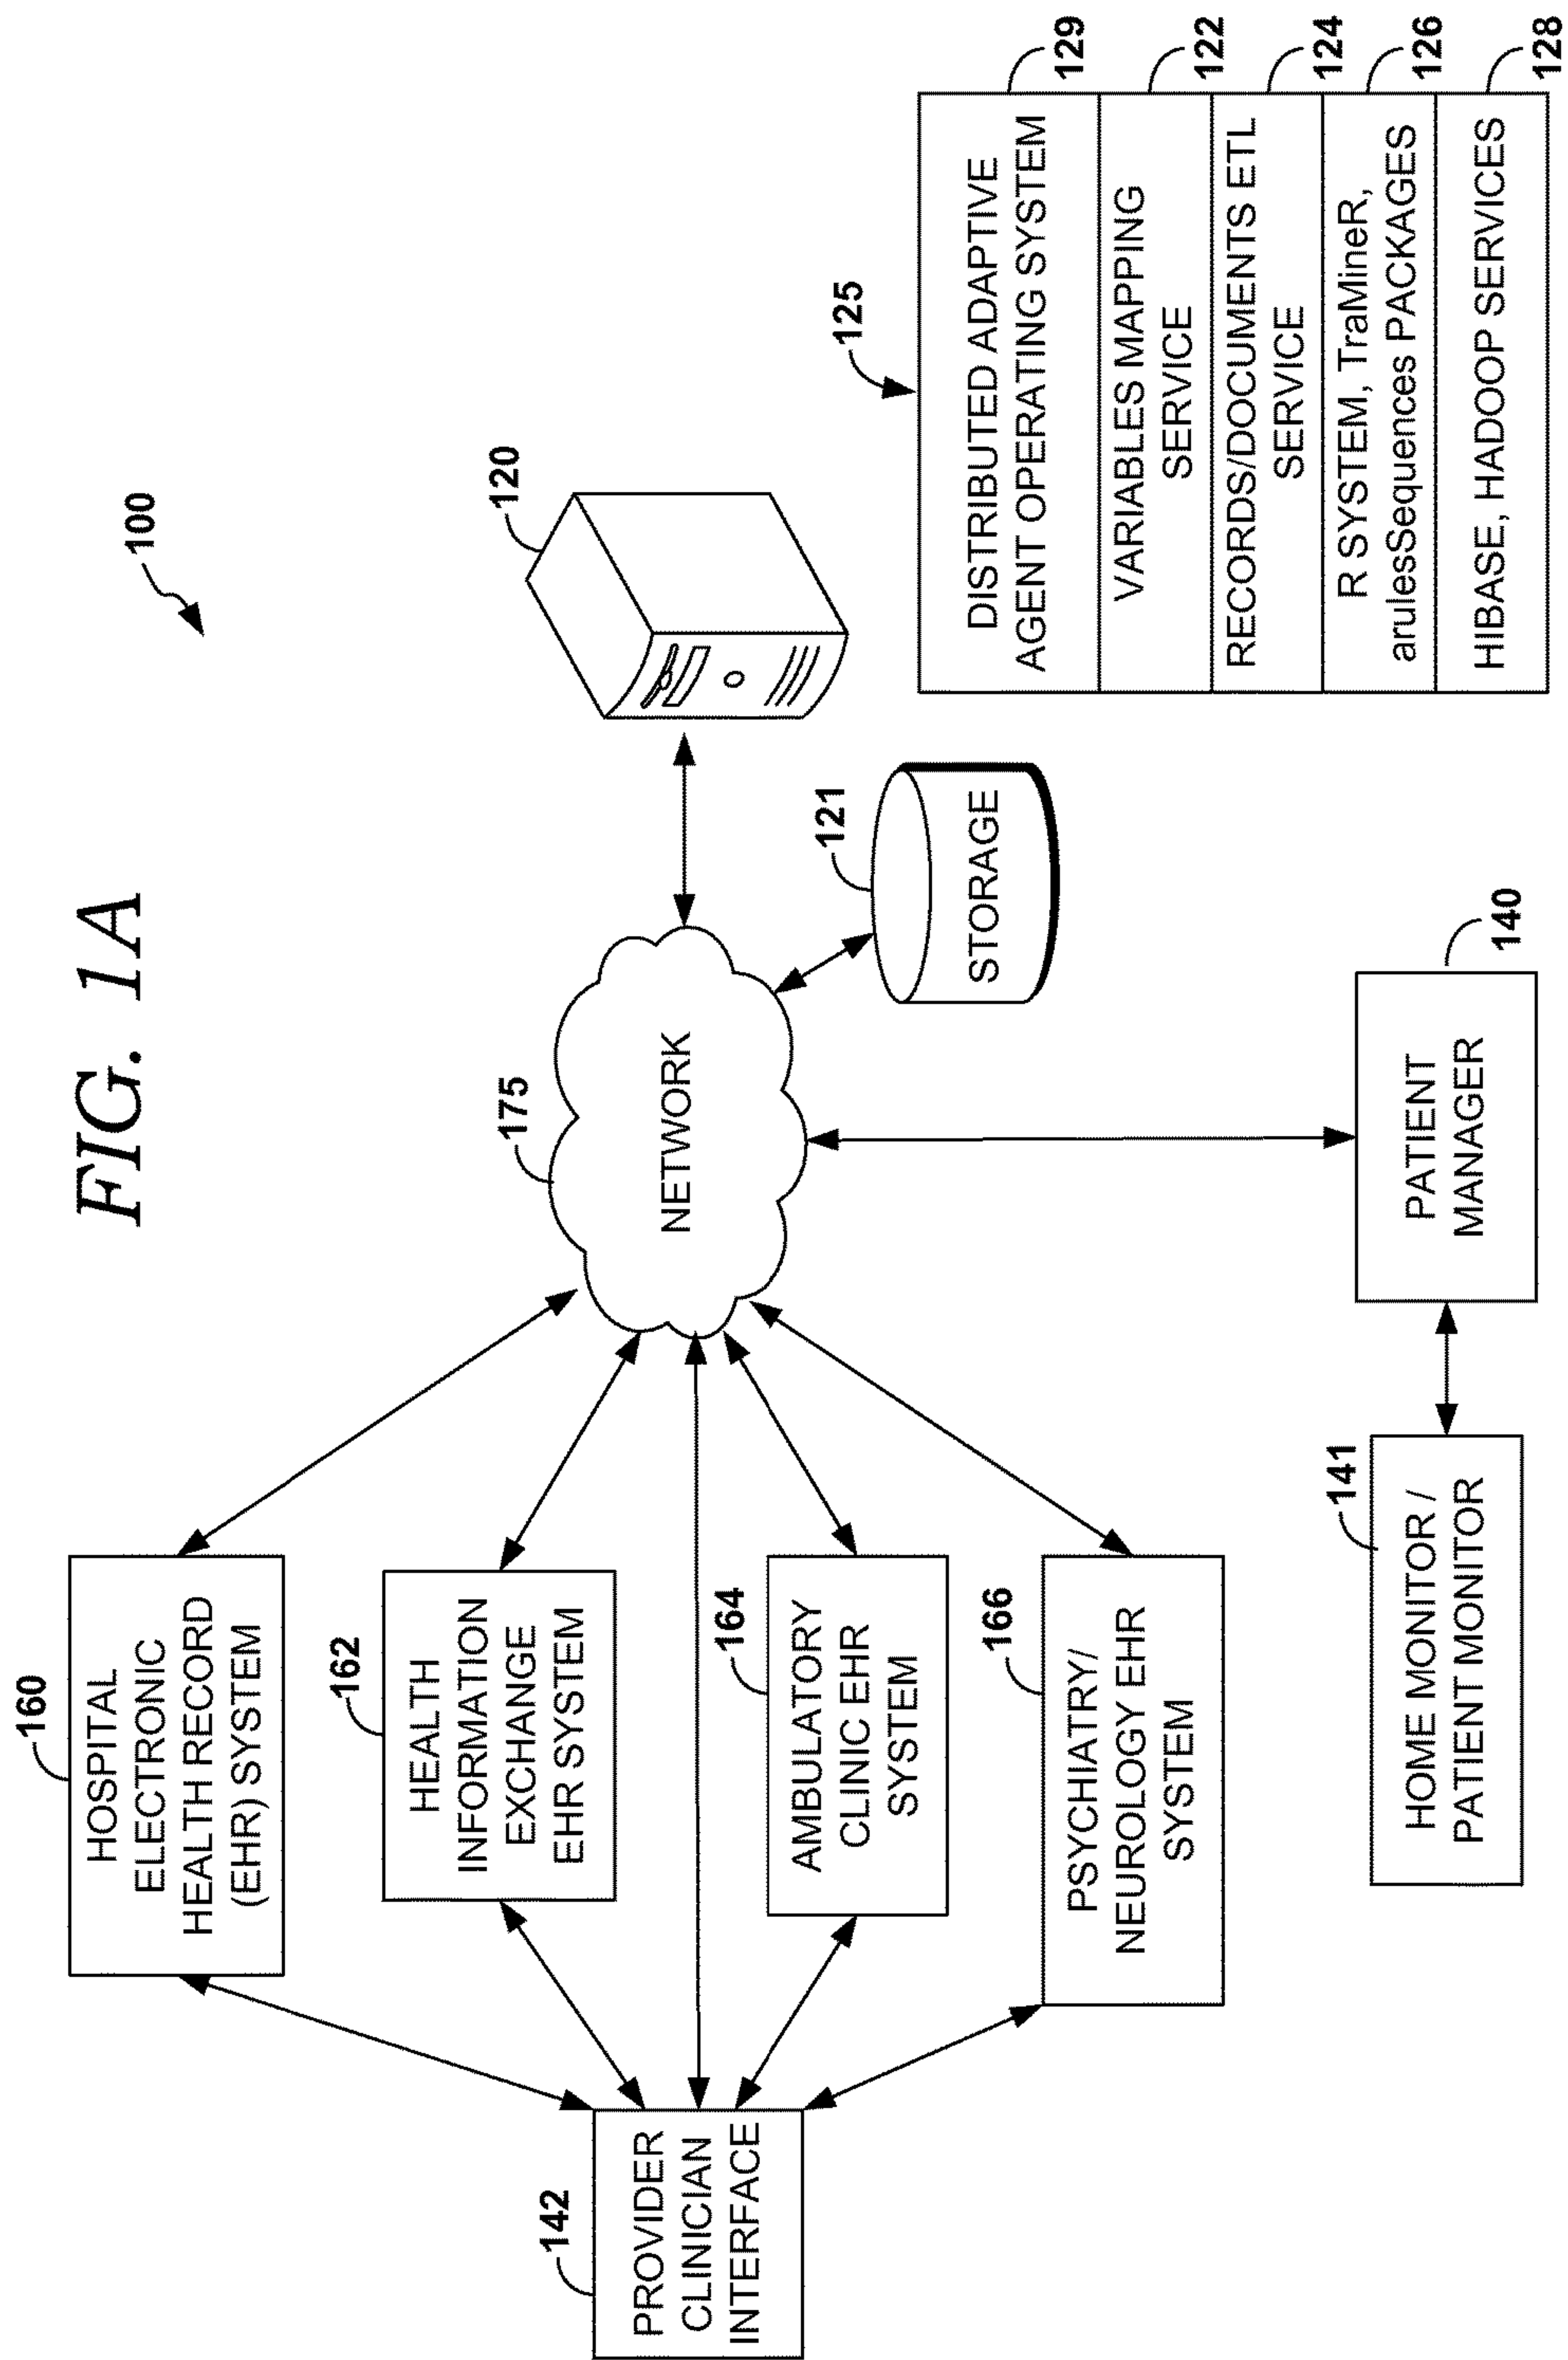 FIG. 1A
100
160
HOSPITAL
ELECTRONIC
HEALTH RECORD
(EHR) SYSTEM
162
HEALTH
INFORMATION
EXCHANGE
EHR SYSTEM
142
PROVIDER
CLINICIAN
INTERFACE
164
AMBULATORY
CLINIC EHR
SYSTEM
166
PSYCHIATRY/
NEUROLOGY EHR
SYSTEM
175
NETWORK
120
121
STORAGE
141
HOME MONITOR /
PATIENT MONITOR
PATIENT
MANAGER
140
125
DISTRIBUTED ADAPTIVE
AGENT OPERATING SYSTEM
129
VARIABLES MAPPING
SERVICE
122
RECORDS/DOCUMENTS ETL
SERVICE
124
R SYSTEM, TraMineR,
arulesSequences PACKAGES
126
HIBASE, HADOOP SERVICES
128